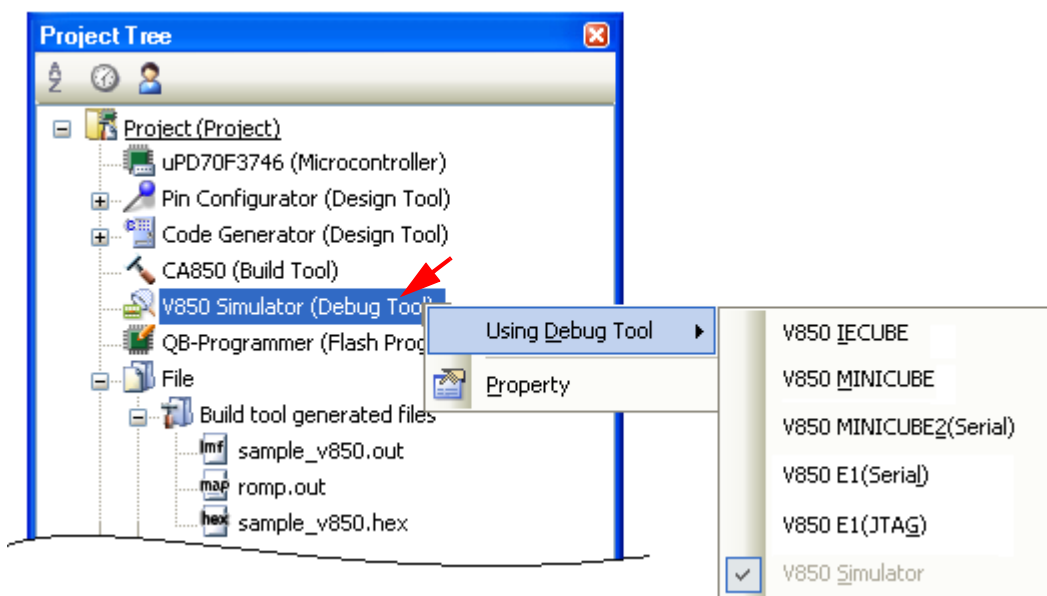 Project Tree
Project (Project)
uPD70F3746 (Microcontroller)
Pin Configurator (Design Tool)
Code Generator (Design Tool)
CA850 (Build Tool)
V850 Simulator (Debug Tool)
QB-Programmer (Flash Prog
File
Build tool generated files
lmf sample_v850.out
map romp.out
hex sample_v850.hex
Using Debug Tool
Property
V850 IECUBE
V850 MINICUBE
V850 MINICUBE2(Serial)
V850 E1(Serial)
V850 E1(JTAG)
V850 Simulator